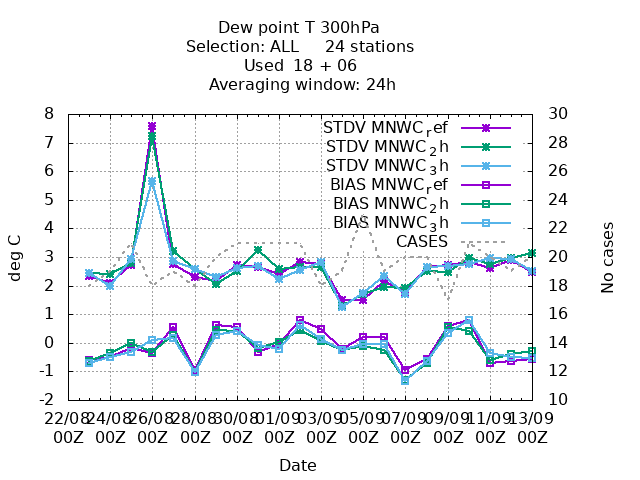 Dew point T 300hPa
Selection: ALL 24 stations
Used 18 + 06
Averaging window: 24h
8 30
7 28
6 26
5 24
4 22
3 20
2 18
1 16
0 14
-1 12
-2 10
STDV MNWC_ref
STDV MNWC_2h
STDV MNWC_3h
BIAS MNWC_ref
BIAS MNWC_2h
BIAS MNWC_3h
CASES
deg C
No cases
22/08 24/08 26/08 28/08 30/08 01/09 03/09 05/09 07/09 09/09 11/09 13/09
00Z 00Z 00Z 00Z 00Z 00Z 00Z 00Z 00Z 00Z 00Z 00Z
Date